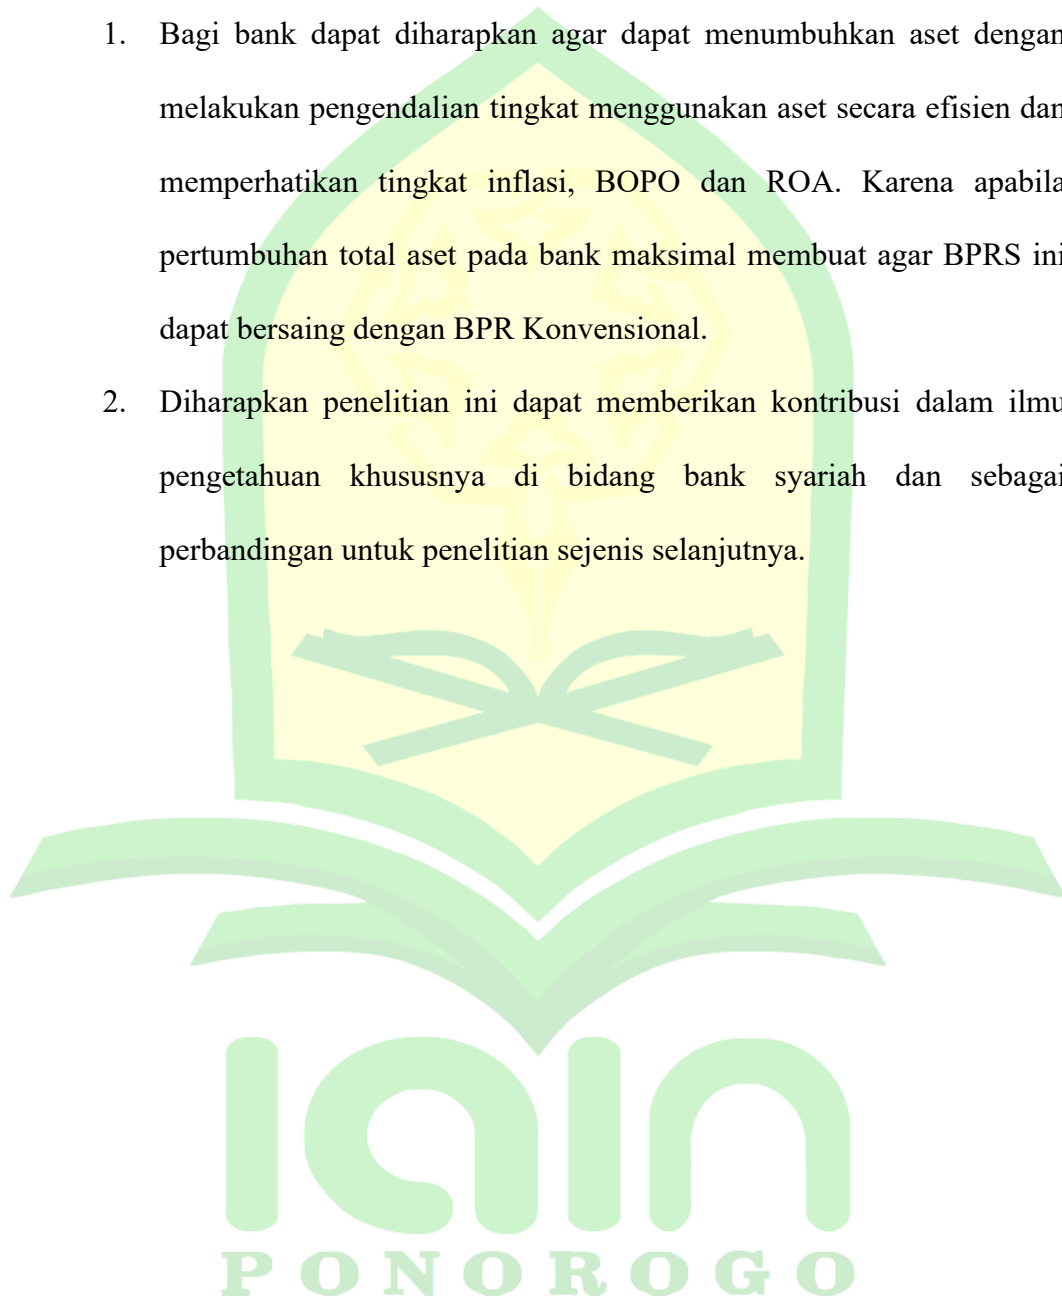 1. Bagi bank dapat diharapkan agar dapat menumbuhkan aset dengan
melakukan pengendalian tingkat menggunakan aset secara efisien dan
memperhatikan tingkat inflasi, BOPO dan ROA. Karena apabila
pertumbuhan total aset pada bank maksimal membuat agar BPRS ini
dapat bersaing dengan BPR Konvensional.
2. Diharapkan penelitian ini dapat memberikan kontribusi dalam ilmu
pengetahuan khususnya di bidang bank syariah dan sebagai
perbandingan untuk penelitian sejenis selanjutnya.
iain
PONOROGO